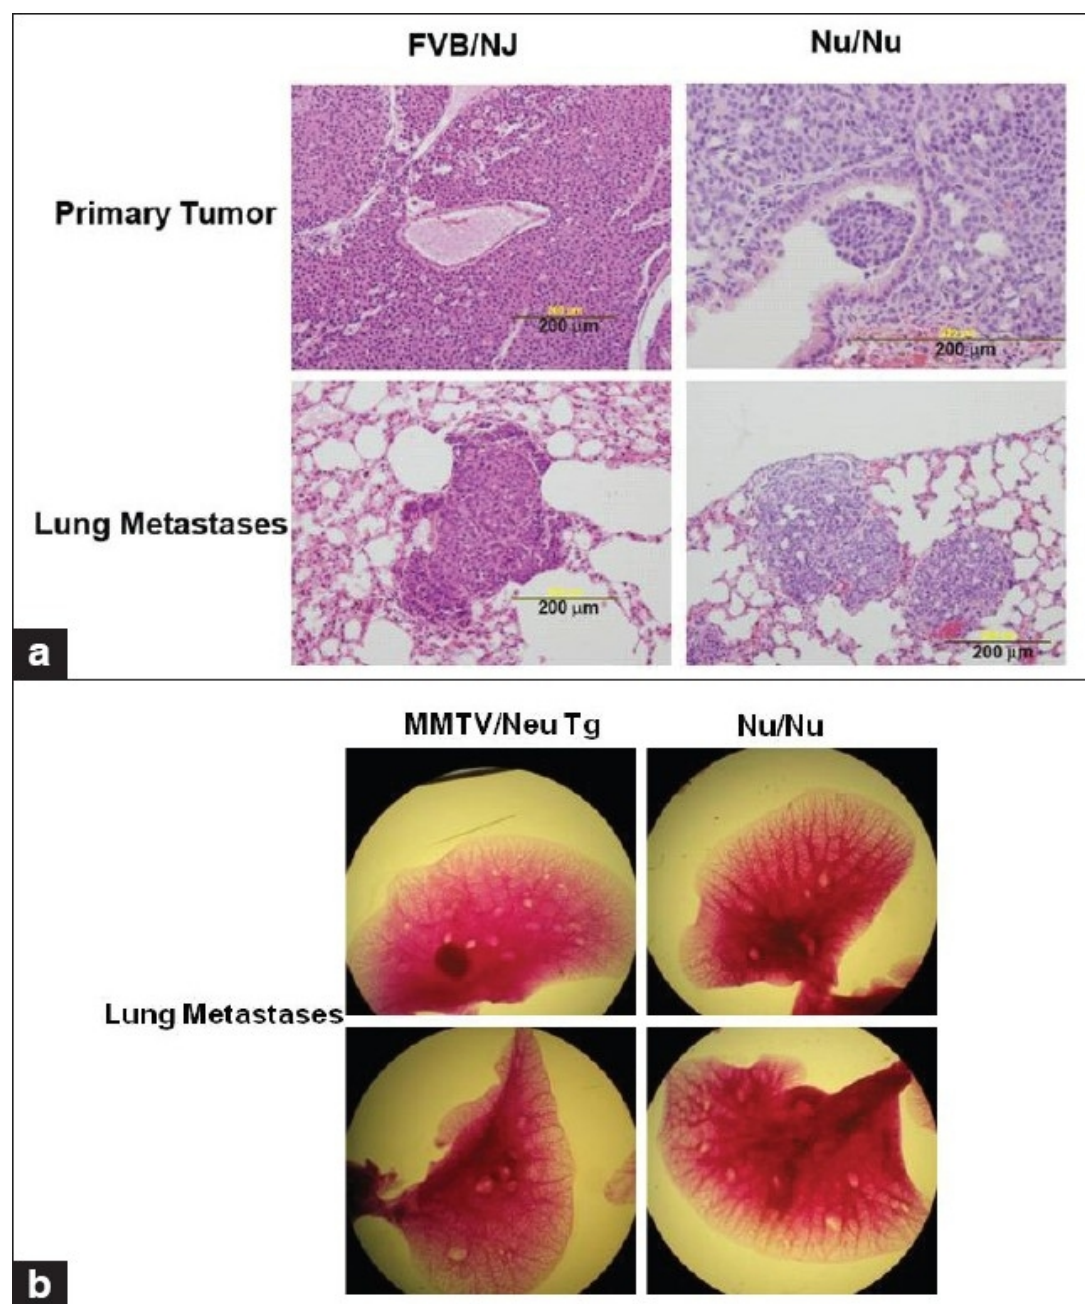 FVB/NJ Nu/Nu
Primary Tumor
200 μm 200 μm
Lung Metastases
200 μm 200 μm
a
MMTV/Neu Tg Nu/Nu
Lung Metastases
b